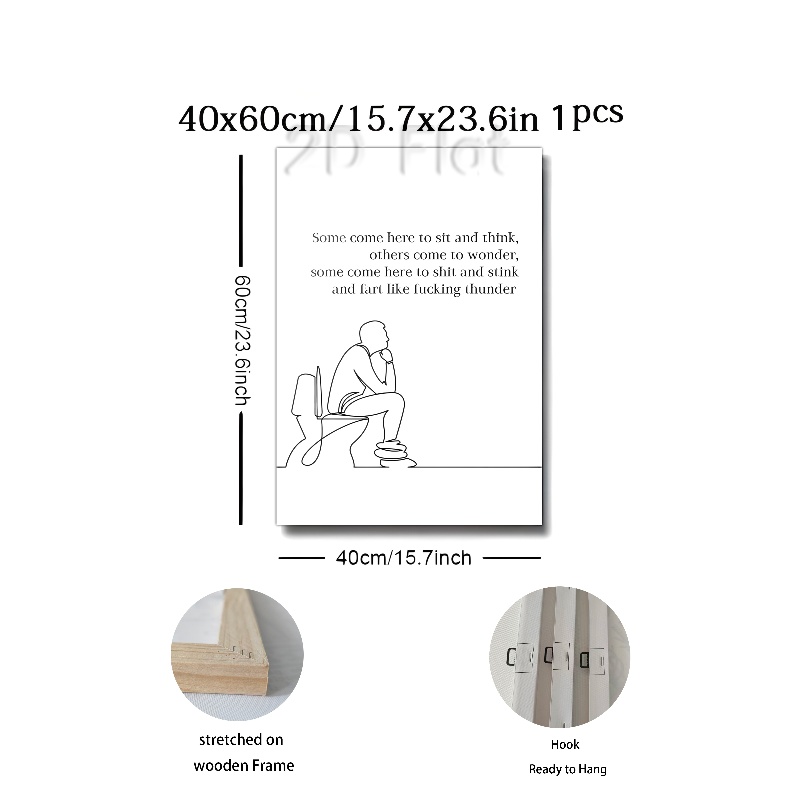 40x60cm/15.7x23.6in 1pcs
2D Flat
Some come here to sit and think,
others come to wonder,
some come here to shit and stink
and fart like fucking thunder
60cm/23.6inch
40cm/15.7inch
stretched on
wooden Frame
Hook
Ready to Hang